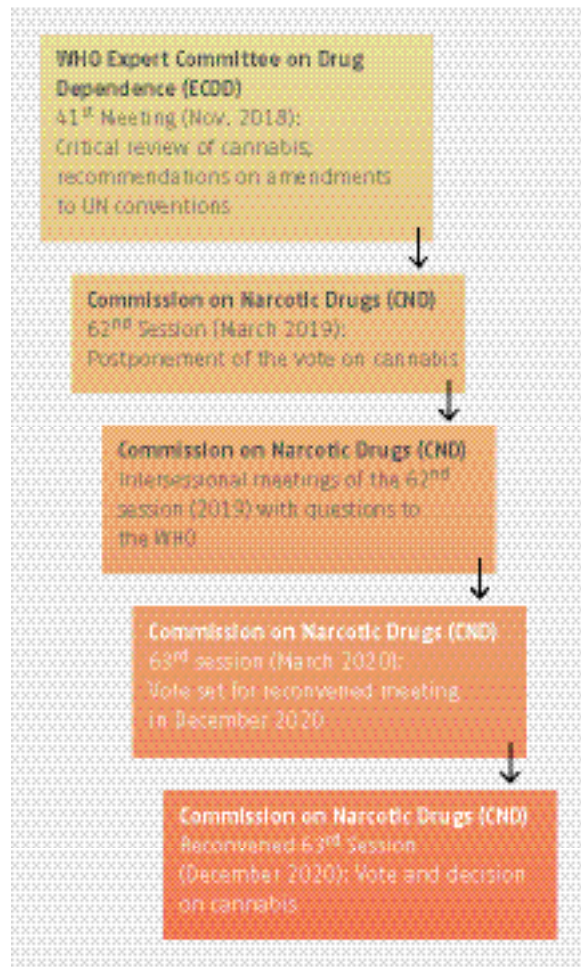 WHO Expert Committee on Drug
Dependence (ECDD)
41st Meeting (Nov. 2018):
Critical review of cannabis;
recommendations on amendments
to UN conventions
Commission on Narcotic Drugs (CND)
62nd Session (March 2019):
Postponement of the vote on cannabis
Commission on Narcotic Drugs (CND)
Intersessional meetings of the 62nd
session (2019) with questions to
the WHO
Commission on Narcotic Drugs (CND)
63rd session (March 2020):
Vote set for reconvened meeting
in December 2020
Commission on Narcotic Drugs (CND)
Reconvened 63rd Session
(December 2020): Vote and decision
on cannabis